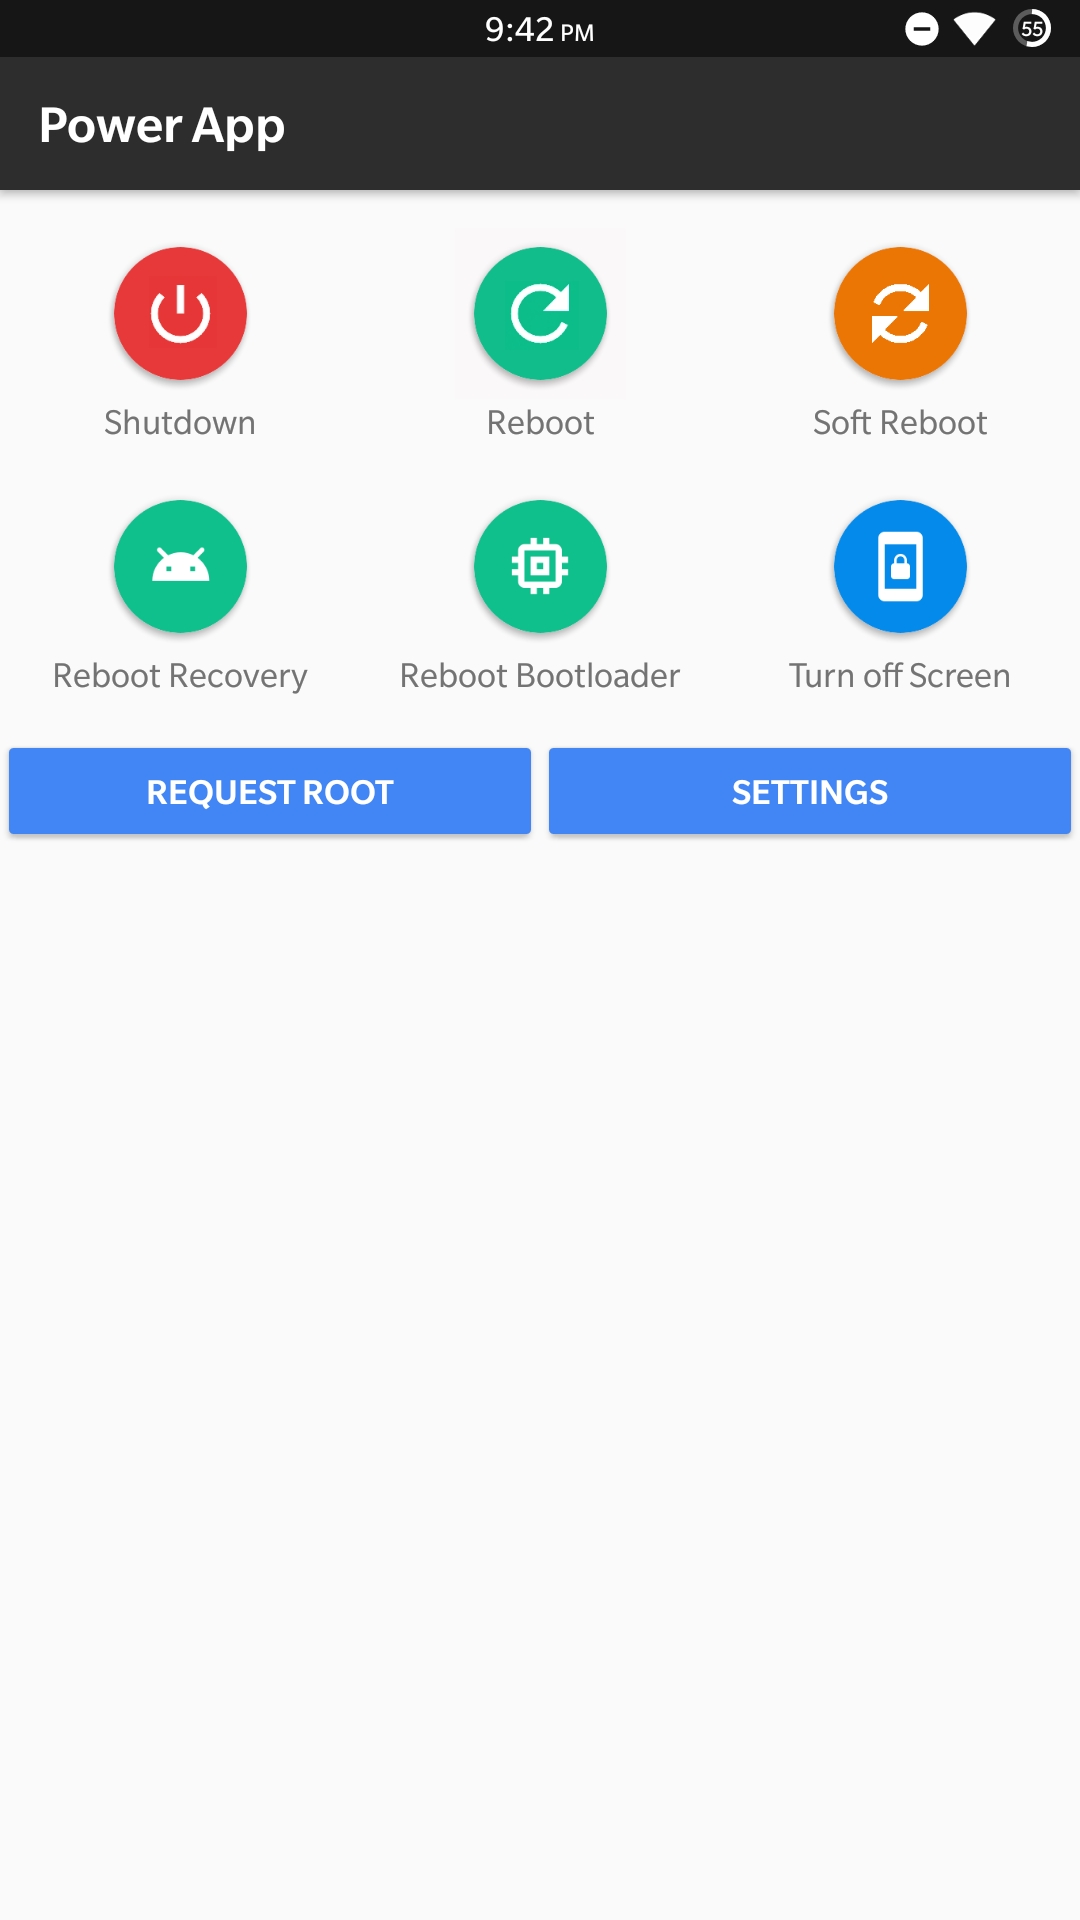 9:42 PM
55
Power App
Shutdown
Reboot
Soft Reboot
Reboot Recovery
Reboot Bootloader
Turn off Screen
REQUEST ROOT
SETTINGS